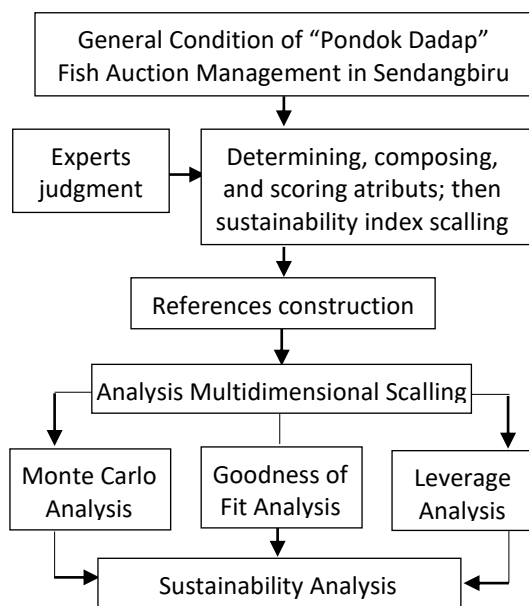 General Condition of “Pondok Dadap”
Fish Auction Management in Sendangbiru
Experts
judgment
Determining, composing,
and scoring atributs; then
sustainability index scalling
References construction
Analysis Multidimensional Scalling
Monte Carlo
Analysis
Goodness of
Fit Analysis
Leverage
Analysis
Sustainability Analysis